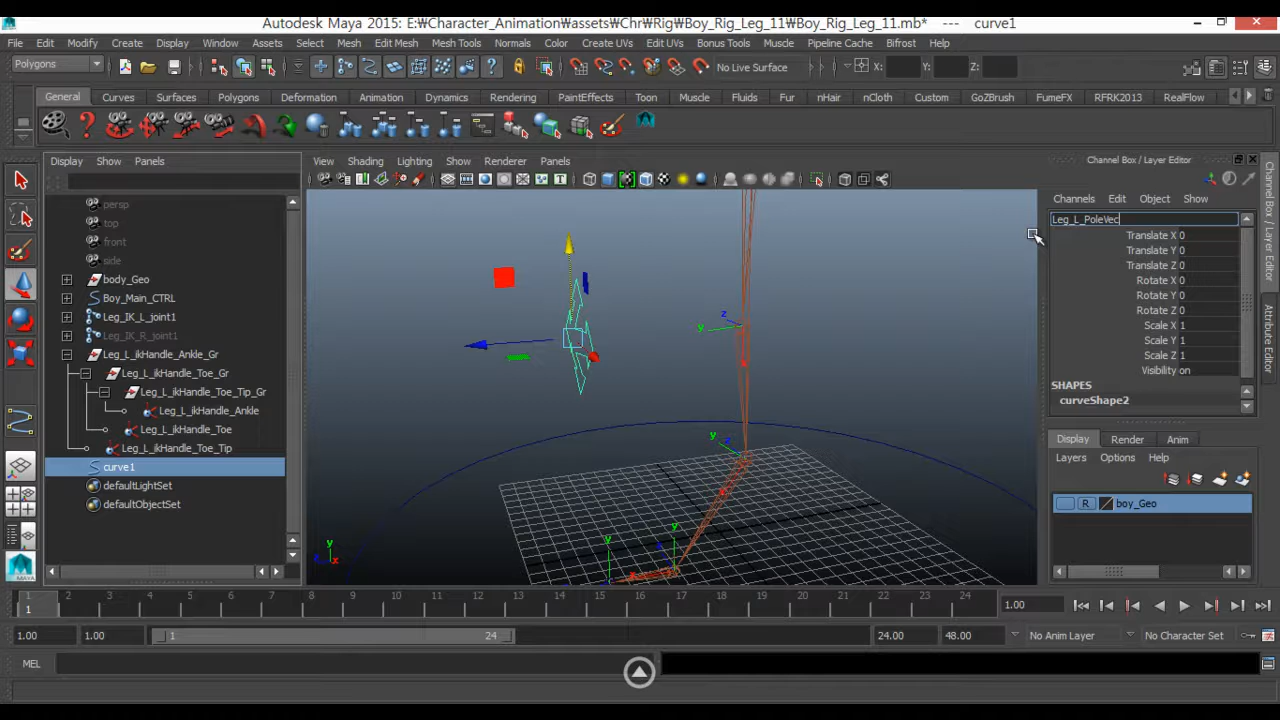 Autodesk Maya 2015: E:₩Character_Animation₩assets₩Chr₩Rig₩Boy_Rig_Leg_11₩Boy_Rig_Leg_11.mb* --- curve1
File Edit Modify Create Display Window Assets Select Mesh Edit Mesh Mesh Tools Normals Color Create UVs Edit UVs Bonus Tools Muscle Pipeline Cache Bifrost Help
Polygons No Live Surface X: Y: Z:
General Curves Surfaces Polygons Deformation Animation Dynamics Rendering PaintEffects Toon Muscle Fluids Fur nHair nCloth Custom GoZBrush FumeFX RFRK2013 RealFlow
Display Show Panels
View Shading Lighting Show Renderer Panels
Channel Box / Layer Editor
Channels Edit Object Show
persp
top
front
side
body_Geo
Boy_Main_CTRL
Leg_IK_L_joint1
Leg_IK_R_joint1
Leg_L_ikHandle_Ankle_Gr
Leg_L_ikHandle_Toe_Gr
Leg_L_ikHandle_Toe_Tip_Gr
Leg_L_ikHandle_Ankle
Leg_L_ikHandle_Toe
Leg_L_ikHandle_Toe_Tip
curve1
defaultLightSet
defaultObjectSet
z
y
y
z
y
y
y
x
Leg_L_PoleVec
Translate X 0
Translate Y 0
Translate Z 0
Rotate X 0
Rotate Y 0
Rotate Z 0
Scale X 1
Scale Y 1
Scale Z 1
Visibility on
SHAPES
curveShape2
Display Render Anim
Layers Options Help
R boy_Geo
Channel Box / Layer Editor
Attribute Editor
1 2 3 4 5 6 7 8 9 10 11 12 13 14 15 16 17 18 19 20 21 22 23 24
1 1.00
1.00 1.00 1 24 24.00 48.00 No Anim Layer No Character Set
MEL